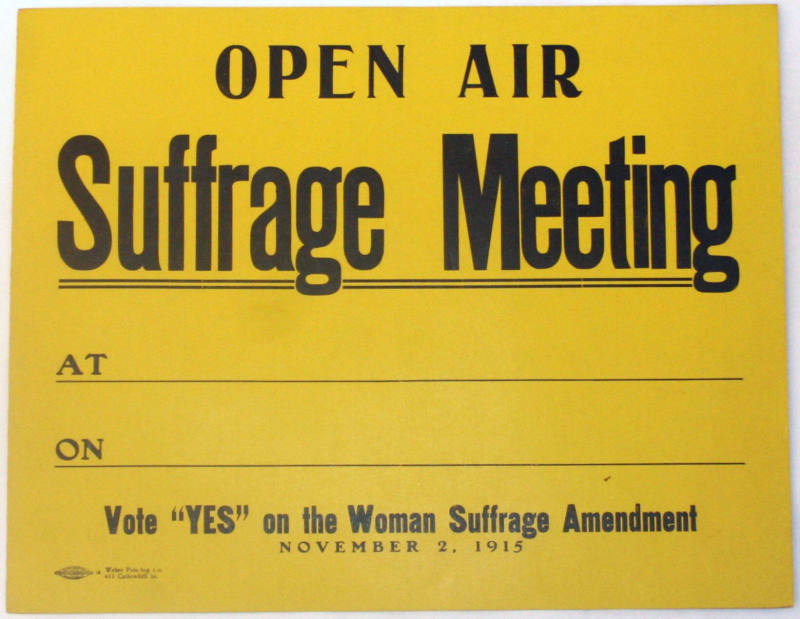 OPEN AIR
Suffrage Meeting
AT
ON
Vote "YES" on the Woman Suffrage Amendment
NOVEMBER 2, 1915